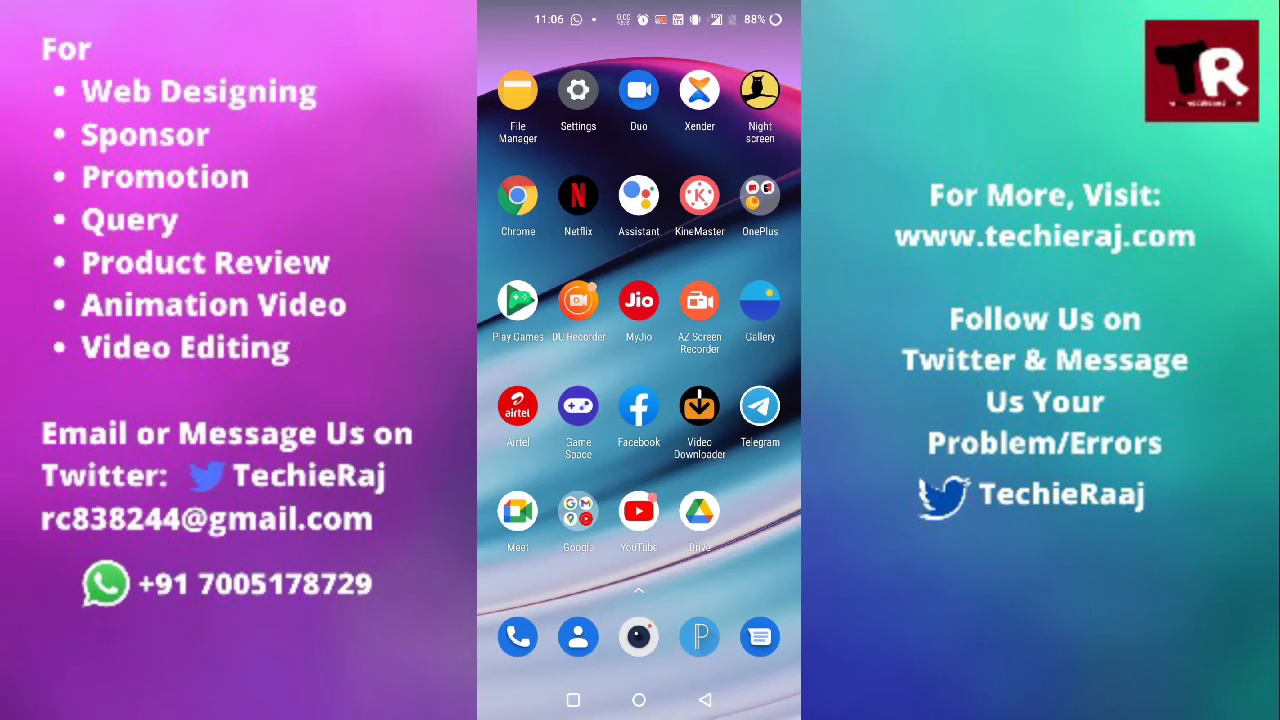 For
• Web Designing
• Sponsor
• Promotion
• Query
• Product Review
• Animation Video
• Video Editing
Email or Message Us on
Twitter: TechieRaj
rc838244@gmail.com
+91 7005178729
11:06
88%
File Manager
Settings
Duo
Xender
Night screen
Chrome
Netflix
Assistant
KineMaster
OnePlus
Play Games
DU Recorder
Jio
MyJio
AZ Screen Recorder
Gallery
airtel
Airtel
Game Space
Facebook
Video Downloader
Telegram
Meet
Google
YouTube
Drive
TR
For More, Visit:
www.techieraj.com
Follow Us on
Twitter & Message
Us Your
Problem/Errors
TechieRaaj